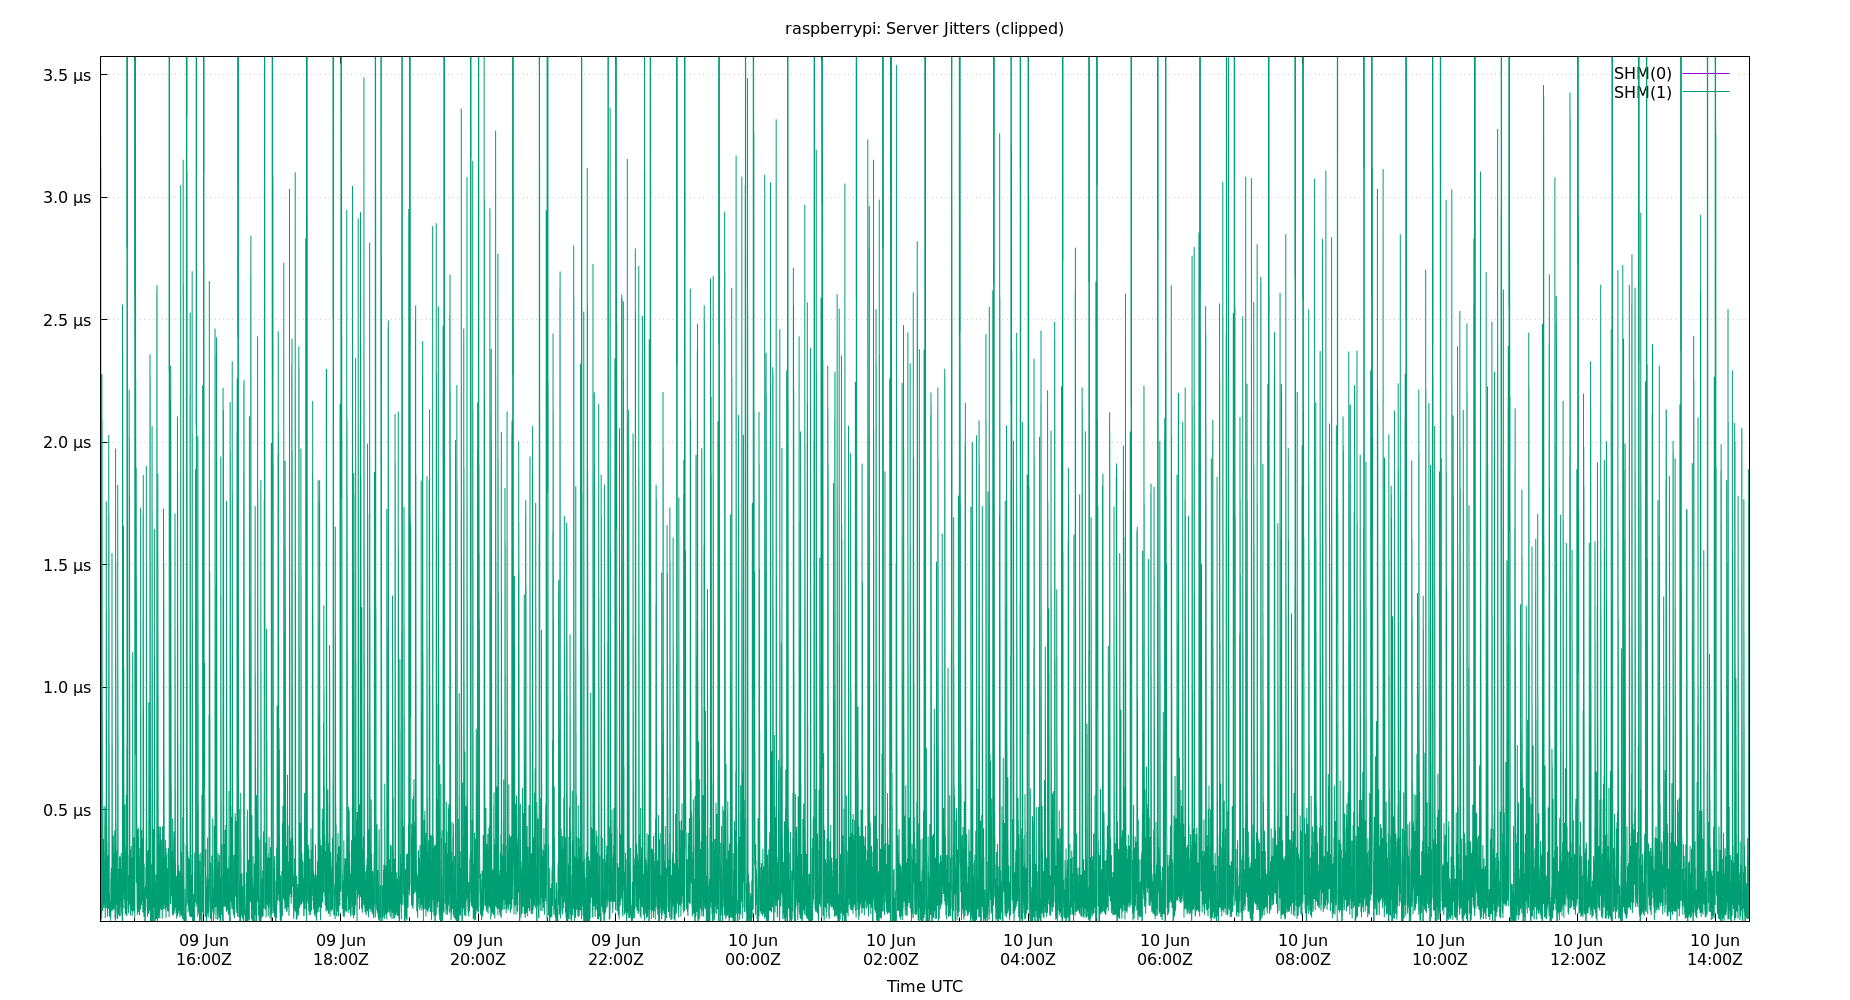 raspberrypi: Server Jitters (clipped)
3.5 µs
3.0 µs
2.5 µs
2.0 µs
1.5 µs
1.0 µs
0.5 µs
SHM(0)
SHM(1)
09 Jun 09 Jun 09 Jun 09 Jun 10 Jun 10 Jun 10 Jun 10 Jun 10 Jun 10 Jun 10 Jun 10 Jun
16:00Z 18:00Z 20:00Z 22:00Z 00:00Z 02:00Z 04:00Z 06:00Z 08:00Z 10:00Z 12:00Z 14:00Z
Time UTC